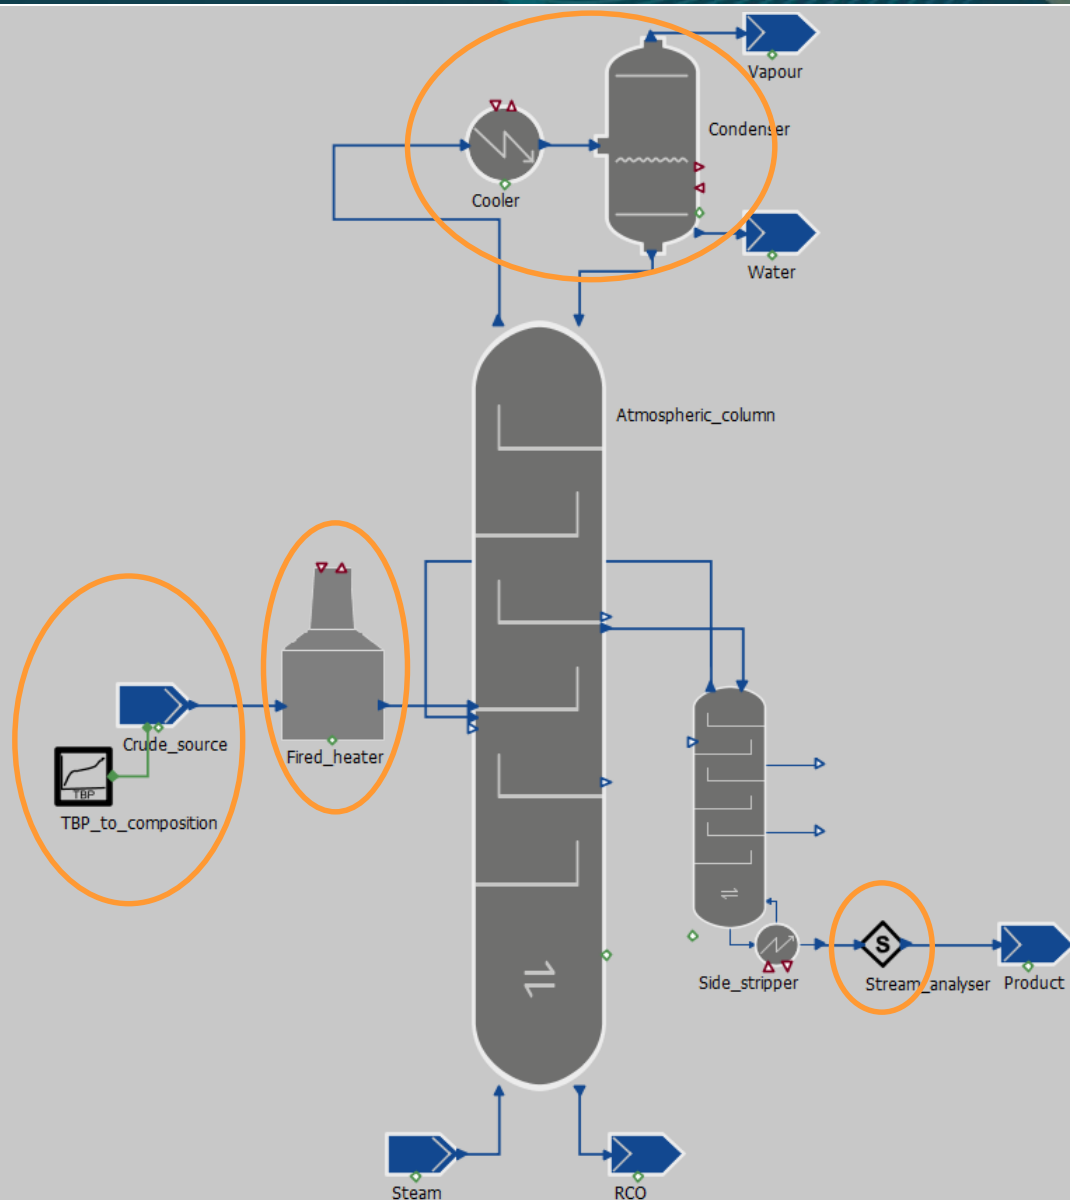 Vapour
Condenser
Cooler
Water
Atmospheric_column
Crude_source
Fired_heater
TBP
TBP_to_composition
S
Side_stripper
Stream_analyser
Product
Steam
RCO